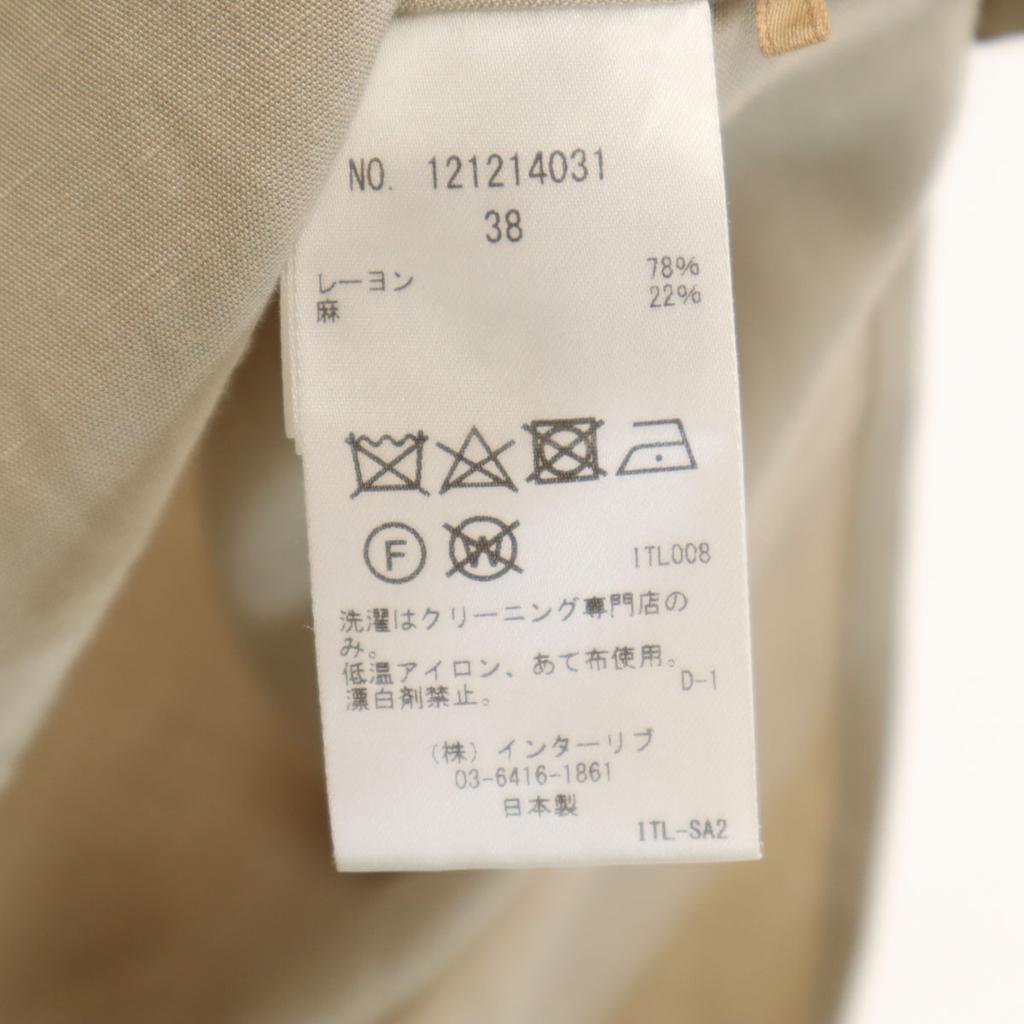 NO. 121214031
38
レーヨン 78%
麻 22%
F W
ITL008
洗濯はクリーニング専門店の
み。
低温アイロン、あて布使用。
漂白剤禁止。 D-1
(株)インターリブ
03-6416-1861
日本製
ITL-SA2